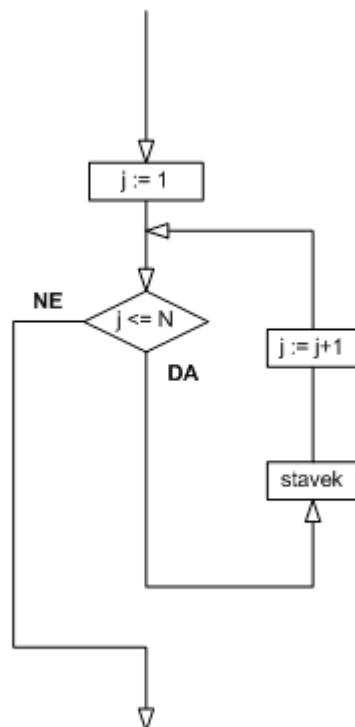 j := 1
NE
j <= N
DA
j := j+1
stavek